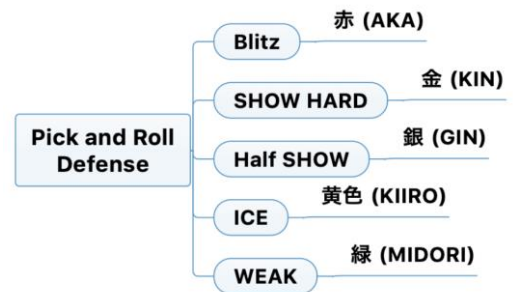 Pick and Roll
Defense
Blitz
赤 (AKA)
SHOW HARD
金 (KIN)
Half SHOW
銀 (GIN)
ICE
黄色 (KIIRO)
WEAK
緑 (MIDORI)